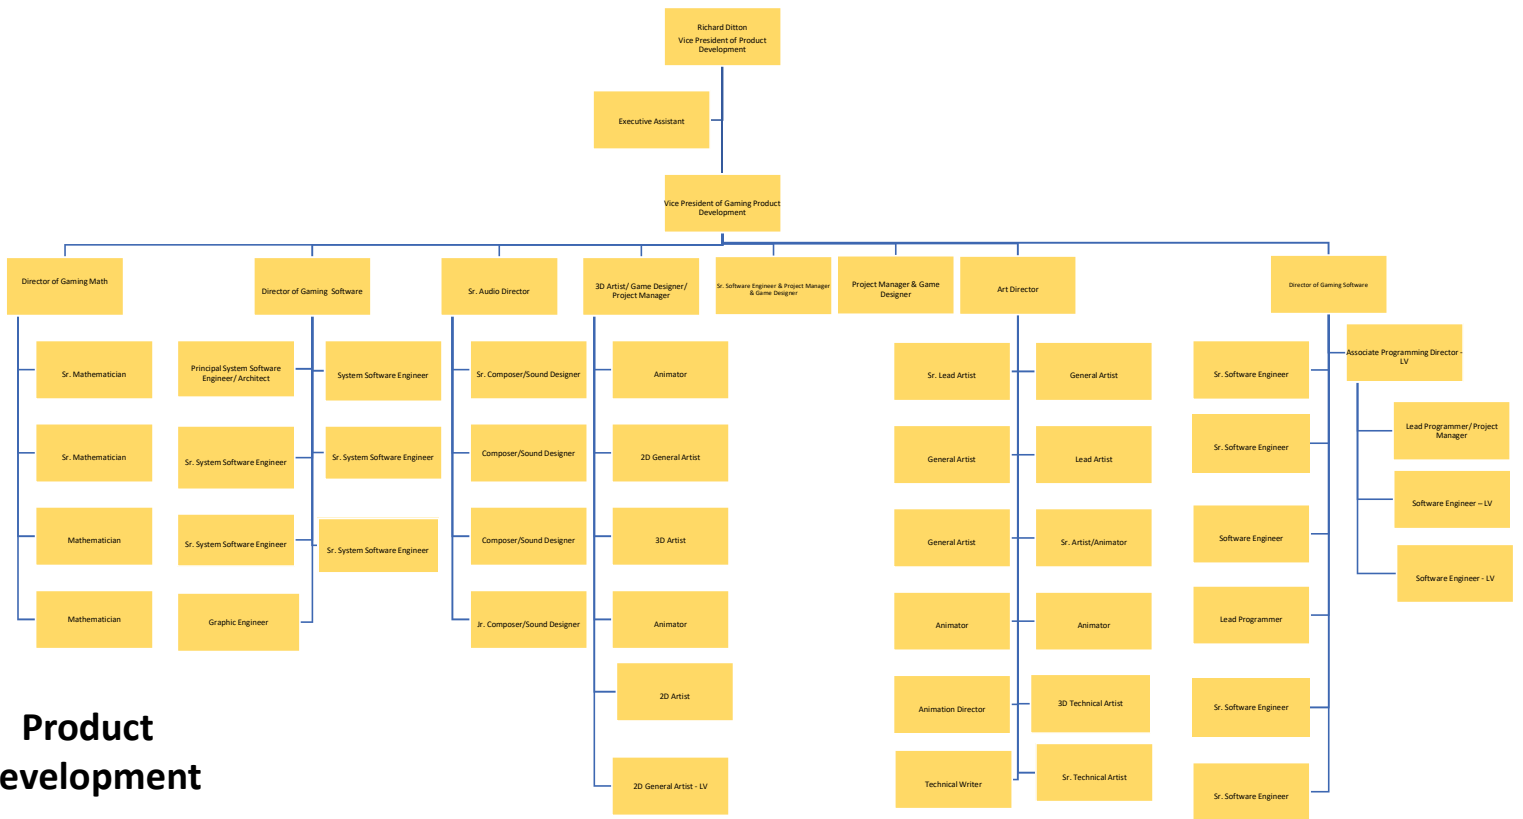 Richard Ditton
Vice President of Product
Development
Executive Assistant
Vice President of Gaming Product
Development
Director of Gaming Math
Sr. Mathematician
Sr. Mathematician
Mathematician
Mathematician
Director of Gaming Software
Principal System Software
Engineer/ Architect
System Software Engineer
Sr. System Software Engineer
Sr. System Software Engineer
Sr. System Software Engineer
Sr. System Software Engineer
Graphic Engineer
Sr. Audio Director
Sr. Composer/Sound Designer
Composer/Sound Designer
Composer/Sound Designer
Jr. Composer/Sound Designer
3D Artist/ Game Designer/
Project Manager
Animator
2D General Artist
3D Artist
Animator
2D Artist
2D General Artist - LV
Sr. Software Engineer & Project Manager
& Game Designer
Project Manager & Game
Designer
Art Director
Sr. Lead Artist
General Artist
General Artist
Lead Artist
General Artist
Sr. Artist/Animator
Animator
Animator
Animation Director
3D Technical Artist
Technical Writer
Sr. Technical Artist
Director of Gaming Software
Sr. Software Engineer
Sr. Software Engineer
Software Engineer
Lead Programmer
Sr. Software Engineer
Sr. Software Engineer
Associate Programming Director -
LV
Lead Programmer/ Project
Manager
Software Engineer – LV
Software Engineer - LV
Product
evelopment